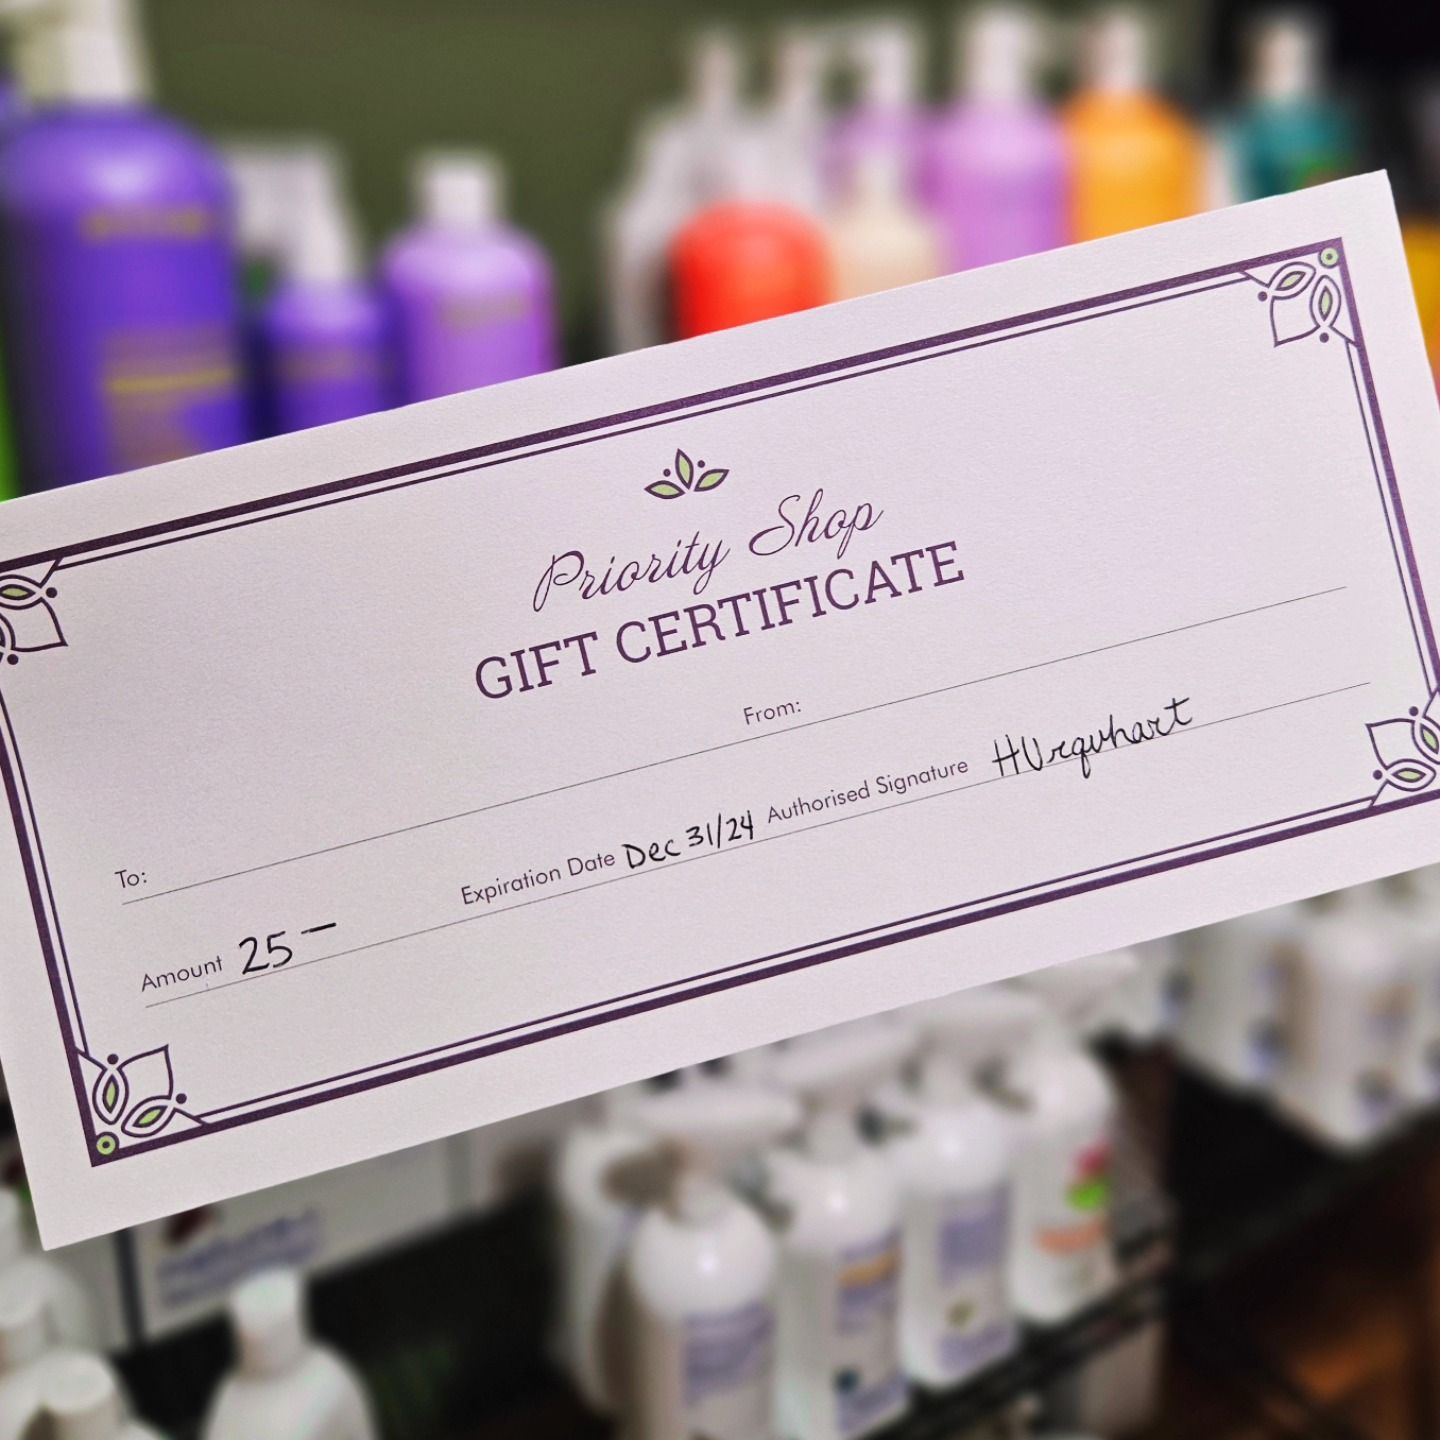 Priority Shop
GIFT CERTIFICATE
To: From:
Amount 25— Expiration Date Dec 31/24 Authorised Signature HUrquhart